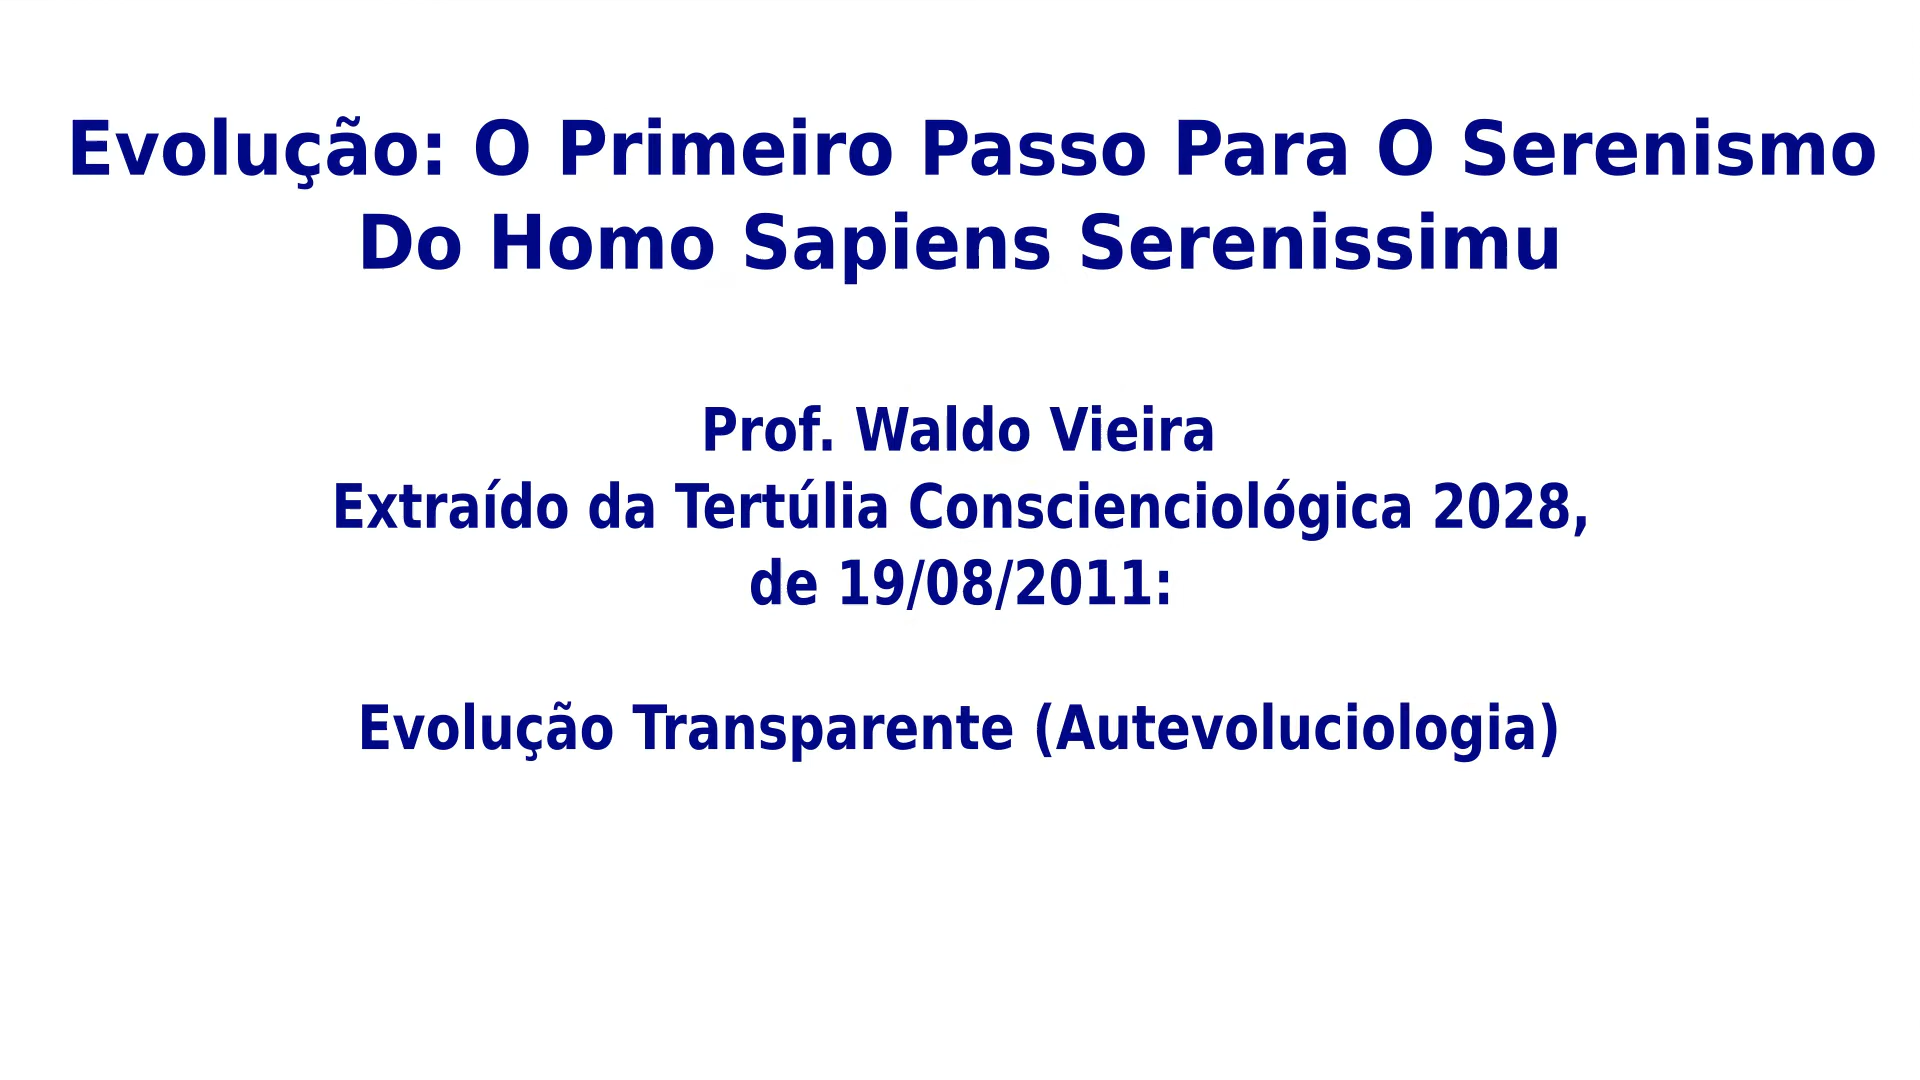 Evolução: O Primeiro Passo Para O Serenismo
Do Homo Sapiens Serenissimu
Prof. Waldo Vieira
Extraído da Tertúlia Conscienciológica 2028,
de 19/08/2011:
Evolução Transparente (Autevoluciologia)